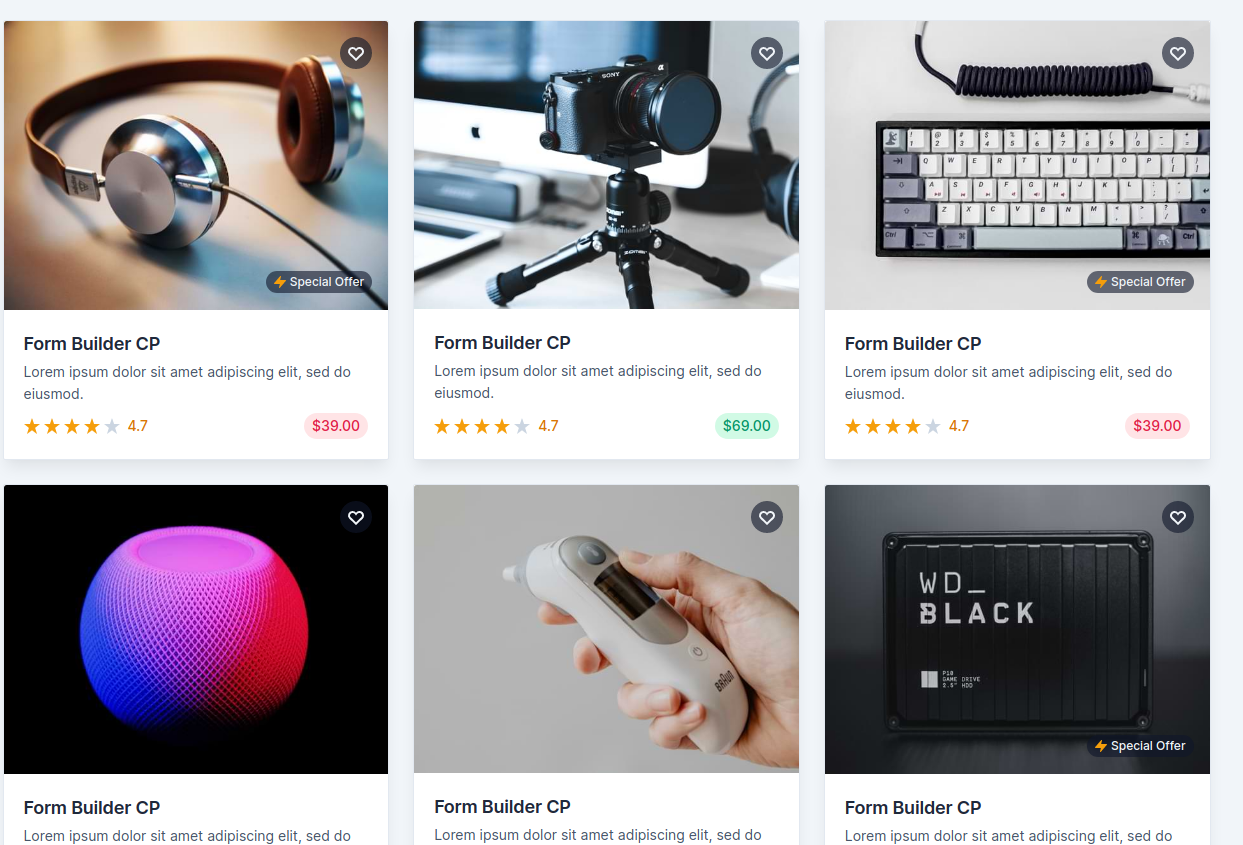 SONY
α
Special Offer
Special Offer
Form Builder CP
Lorem ipsum dolor sit amet adipiscing elit, sed do
eiusmod.
4.7
$39.00
Form Builder CP
Lorem ipsum dolor sit amet adipiscing elit, sed do
eiusmod.
4.7
$69.00
Form Builder CP
Lorem ipsum dolor sit amet adipiscing elit, sed do
eiusmod.
4.7
$39.00
BRAUN
WD_
BLACK
P10
GAME DRIVE
2.5" HDD
Special Offer
Form Builder CP
Lorem ipsum dolor sit amet adipiscing elit, sed do
Form Builder CP
Lorem ipsum dolor sit amet adipiscing elit, sed do
Form Builder CP
Lorem ipsum dolor sit amet adipiscing elit, sed do